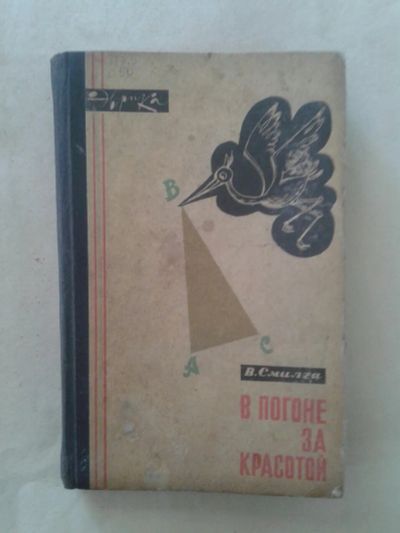 Эврика
B
A
C
В. Смилга
В ПОГОНЕ
ЗА
КРАСОТОЙ